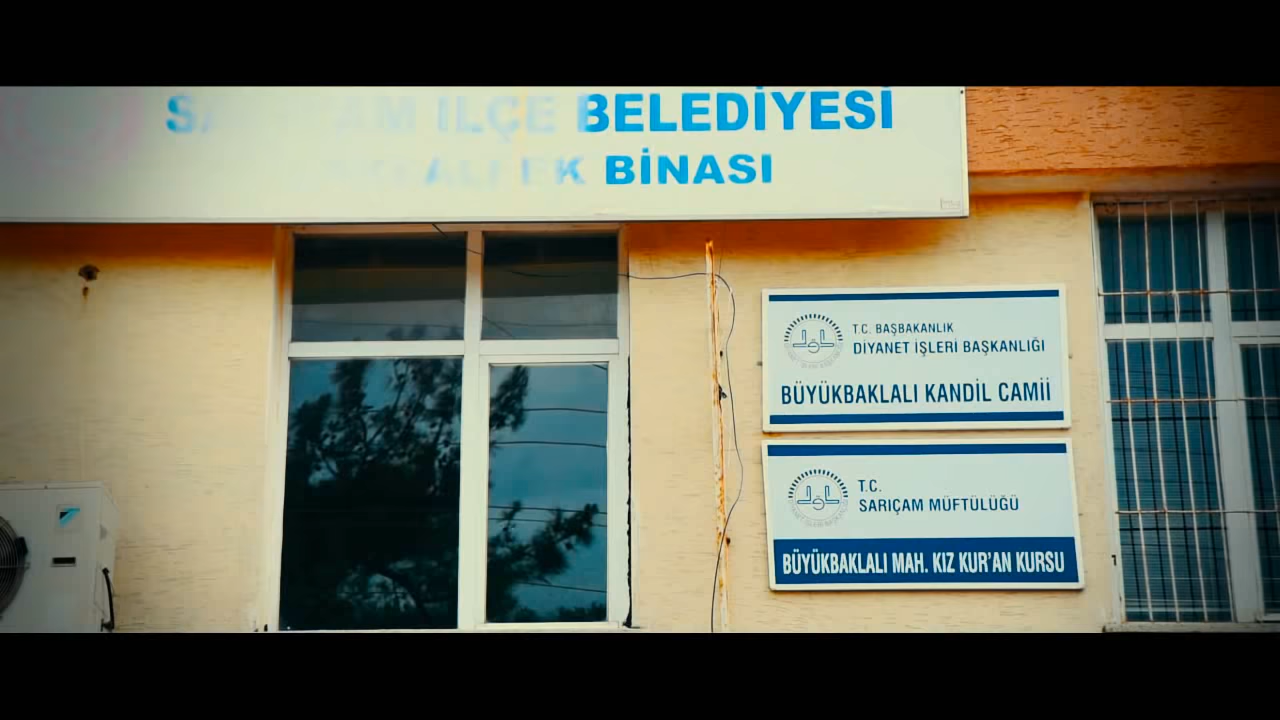 İLÇE BELEDİYESİ
BİNASI
T.C. BAŞBAKANLIK
DİYANET İŞLERİ BAŞKANLIĞI
BÜYÜKBAKLALI KANDİL CAMİİ
T.C.
SARIÇAM MÜFTÜLÜĞÜ
BÜYÜKBAKLALI MAH. KIZ KUR'AN KURSU